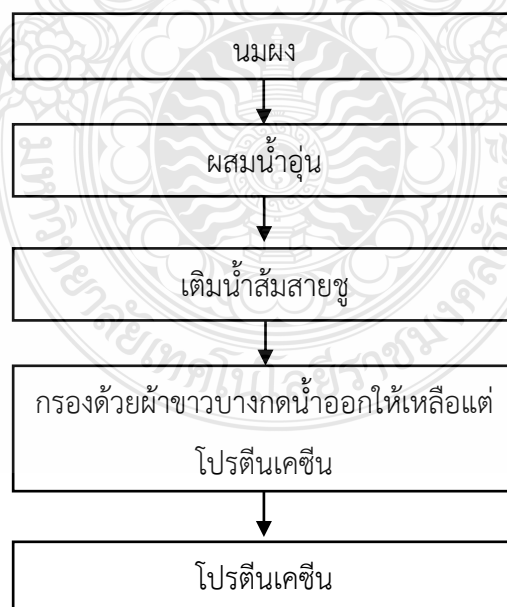 นมผง
ผสมน้ำอุ่น
เติมน้ำส้มสายชู
กรองด้วยผ้าขาวบางกดน้ำออกให้เหลือแต่
โปรตีนเคซีน
โปรตีนเคซีน